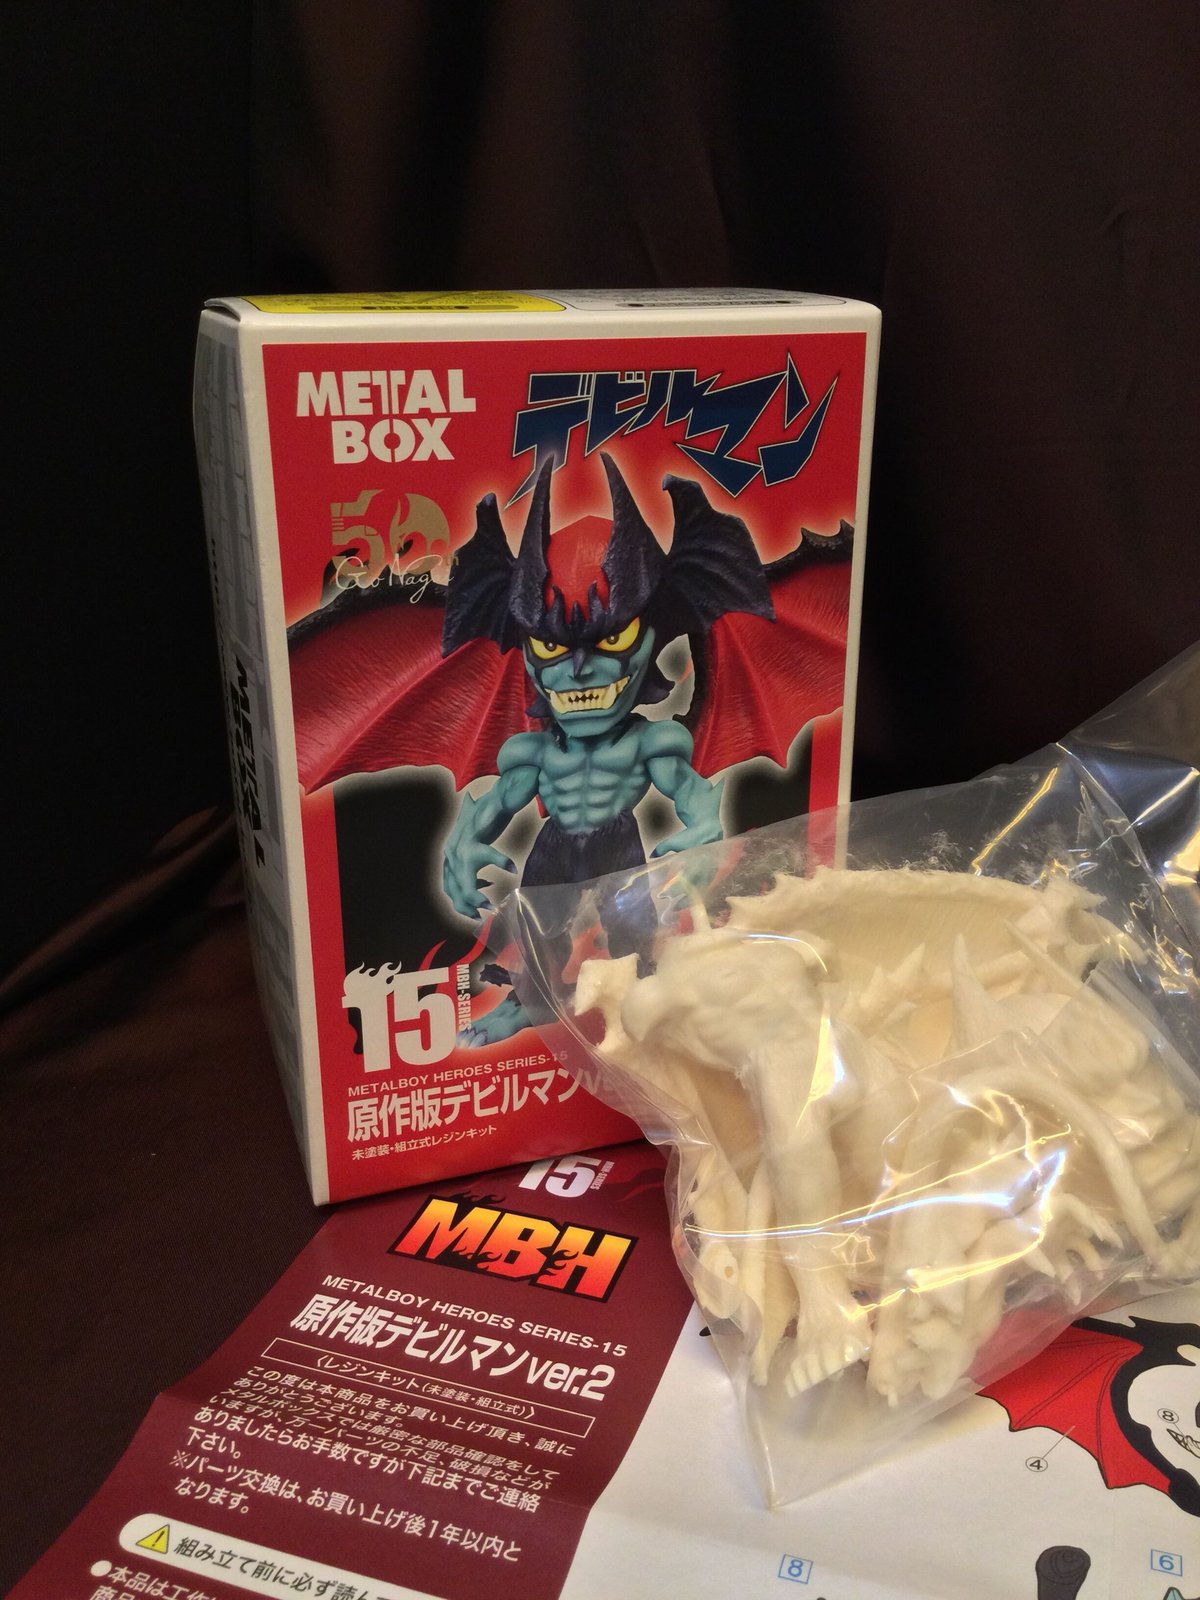 METAL
BOX
デビルマン
50th
Go Nagai
METAL
15
MBH-SERIES
METALBOY HEROES SERIES-15
原作版デビルマンv
未塗装・組立式レジンキット
15
MBH-SERIES
MBH
METALBOY HEROES SERIES-15
原作版デビルマンver.2
〈レジンキット(未塗装・組立式)〉
この度は本商品をお買い上げ頂き、誠に
ありがとうございます。
メタルボックスでは厳密な部品確認をして
いますが、万一パーツの不足、破損などが
ありましたらお手数ですが下記までご連絡
下さい。
※パーツ交換は、お買い上げ後1年以内と
なります。
組み立て前に必ず読ん
●本品は工作
商品
⑧
④
8
6